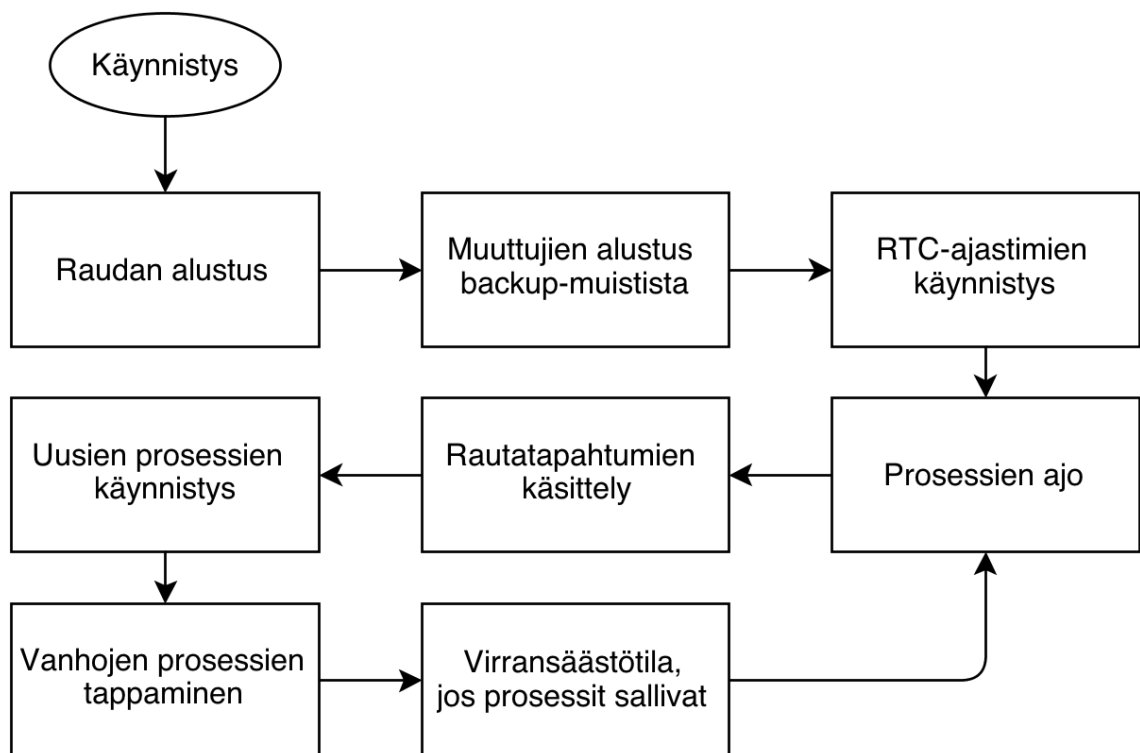 Käynnistys
Raudan alustus
Muuttujien alustus
backup-muistista
RTC-ajastimien
käynnistys
Prosessien ajo
Rautatapahtumien
käsittely
Uusien prosessien
käynnistys
Vanhojen prosessien
tappaminen
Virransäästötila,
jos prosessit sallivat